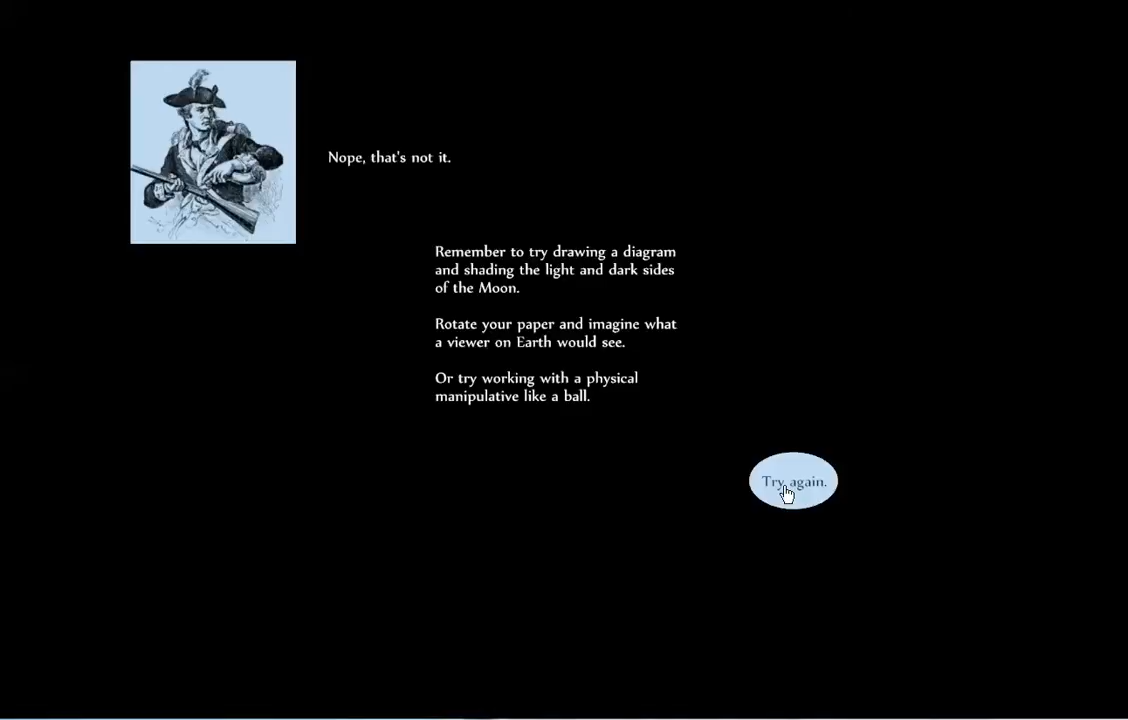 Nope, that's not it.
Remember to try drawing a diagram
and shading the light and dark sides
of the Moon.
Rotate your paper and imagine what
a viewer on Earth would see.
Or try working with a physical
manipulative like a ball.
Try again.